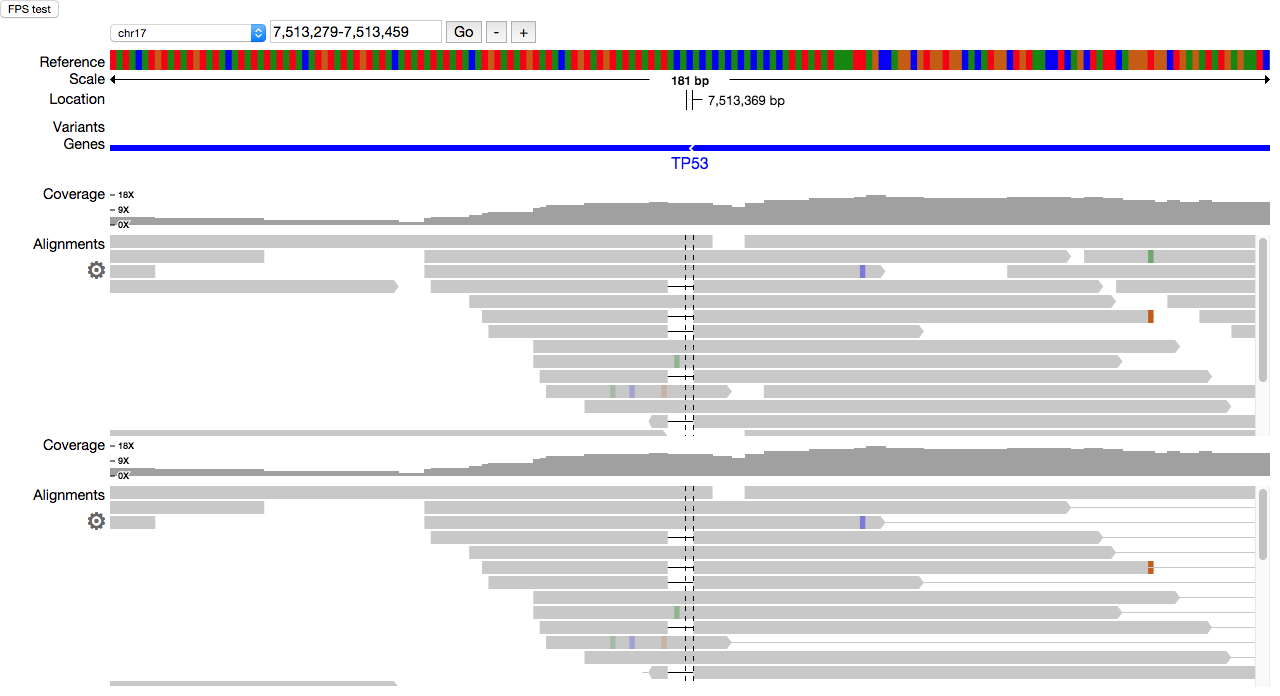 FPS test
chr17 7,513,279-7,513,459 Go - +
Reference
Scale 181 bp
Location 7,513,369 bp
Variants
Genes
TP53
Coverage 18X
9X
0X
Alignments
Coverage 18X
9X
0X
Alignments